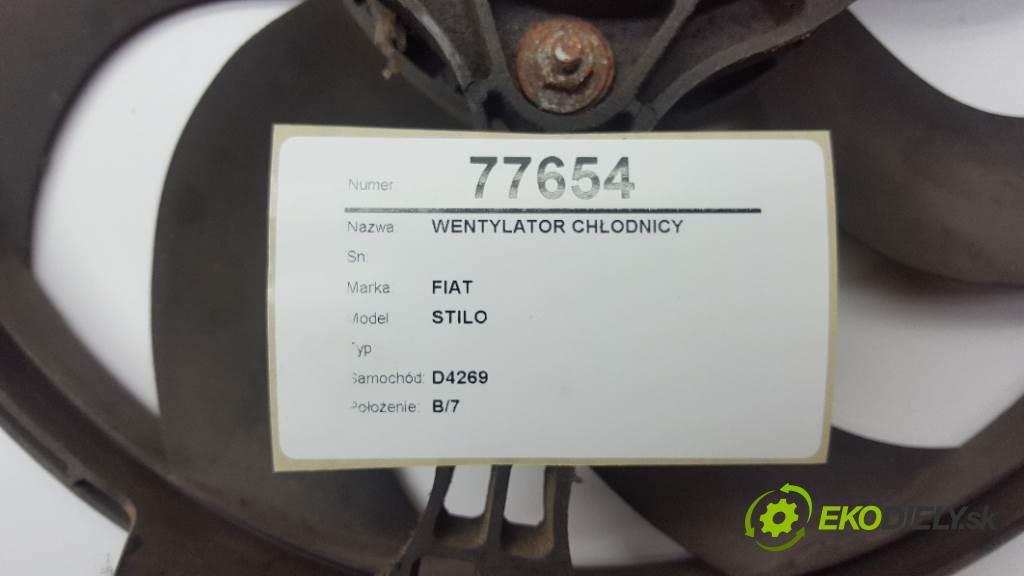 Numer 77654
Nazwa WENTYLATOR CHŁODNICY
Sn:
Marka FIAT
Model STILO
Typ
Samochód: D4269
Położenie: B/7
EKODIELY.sk